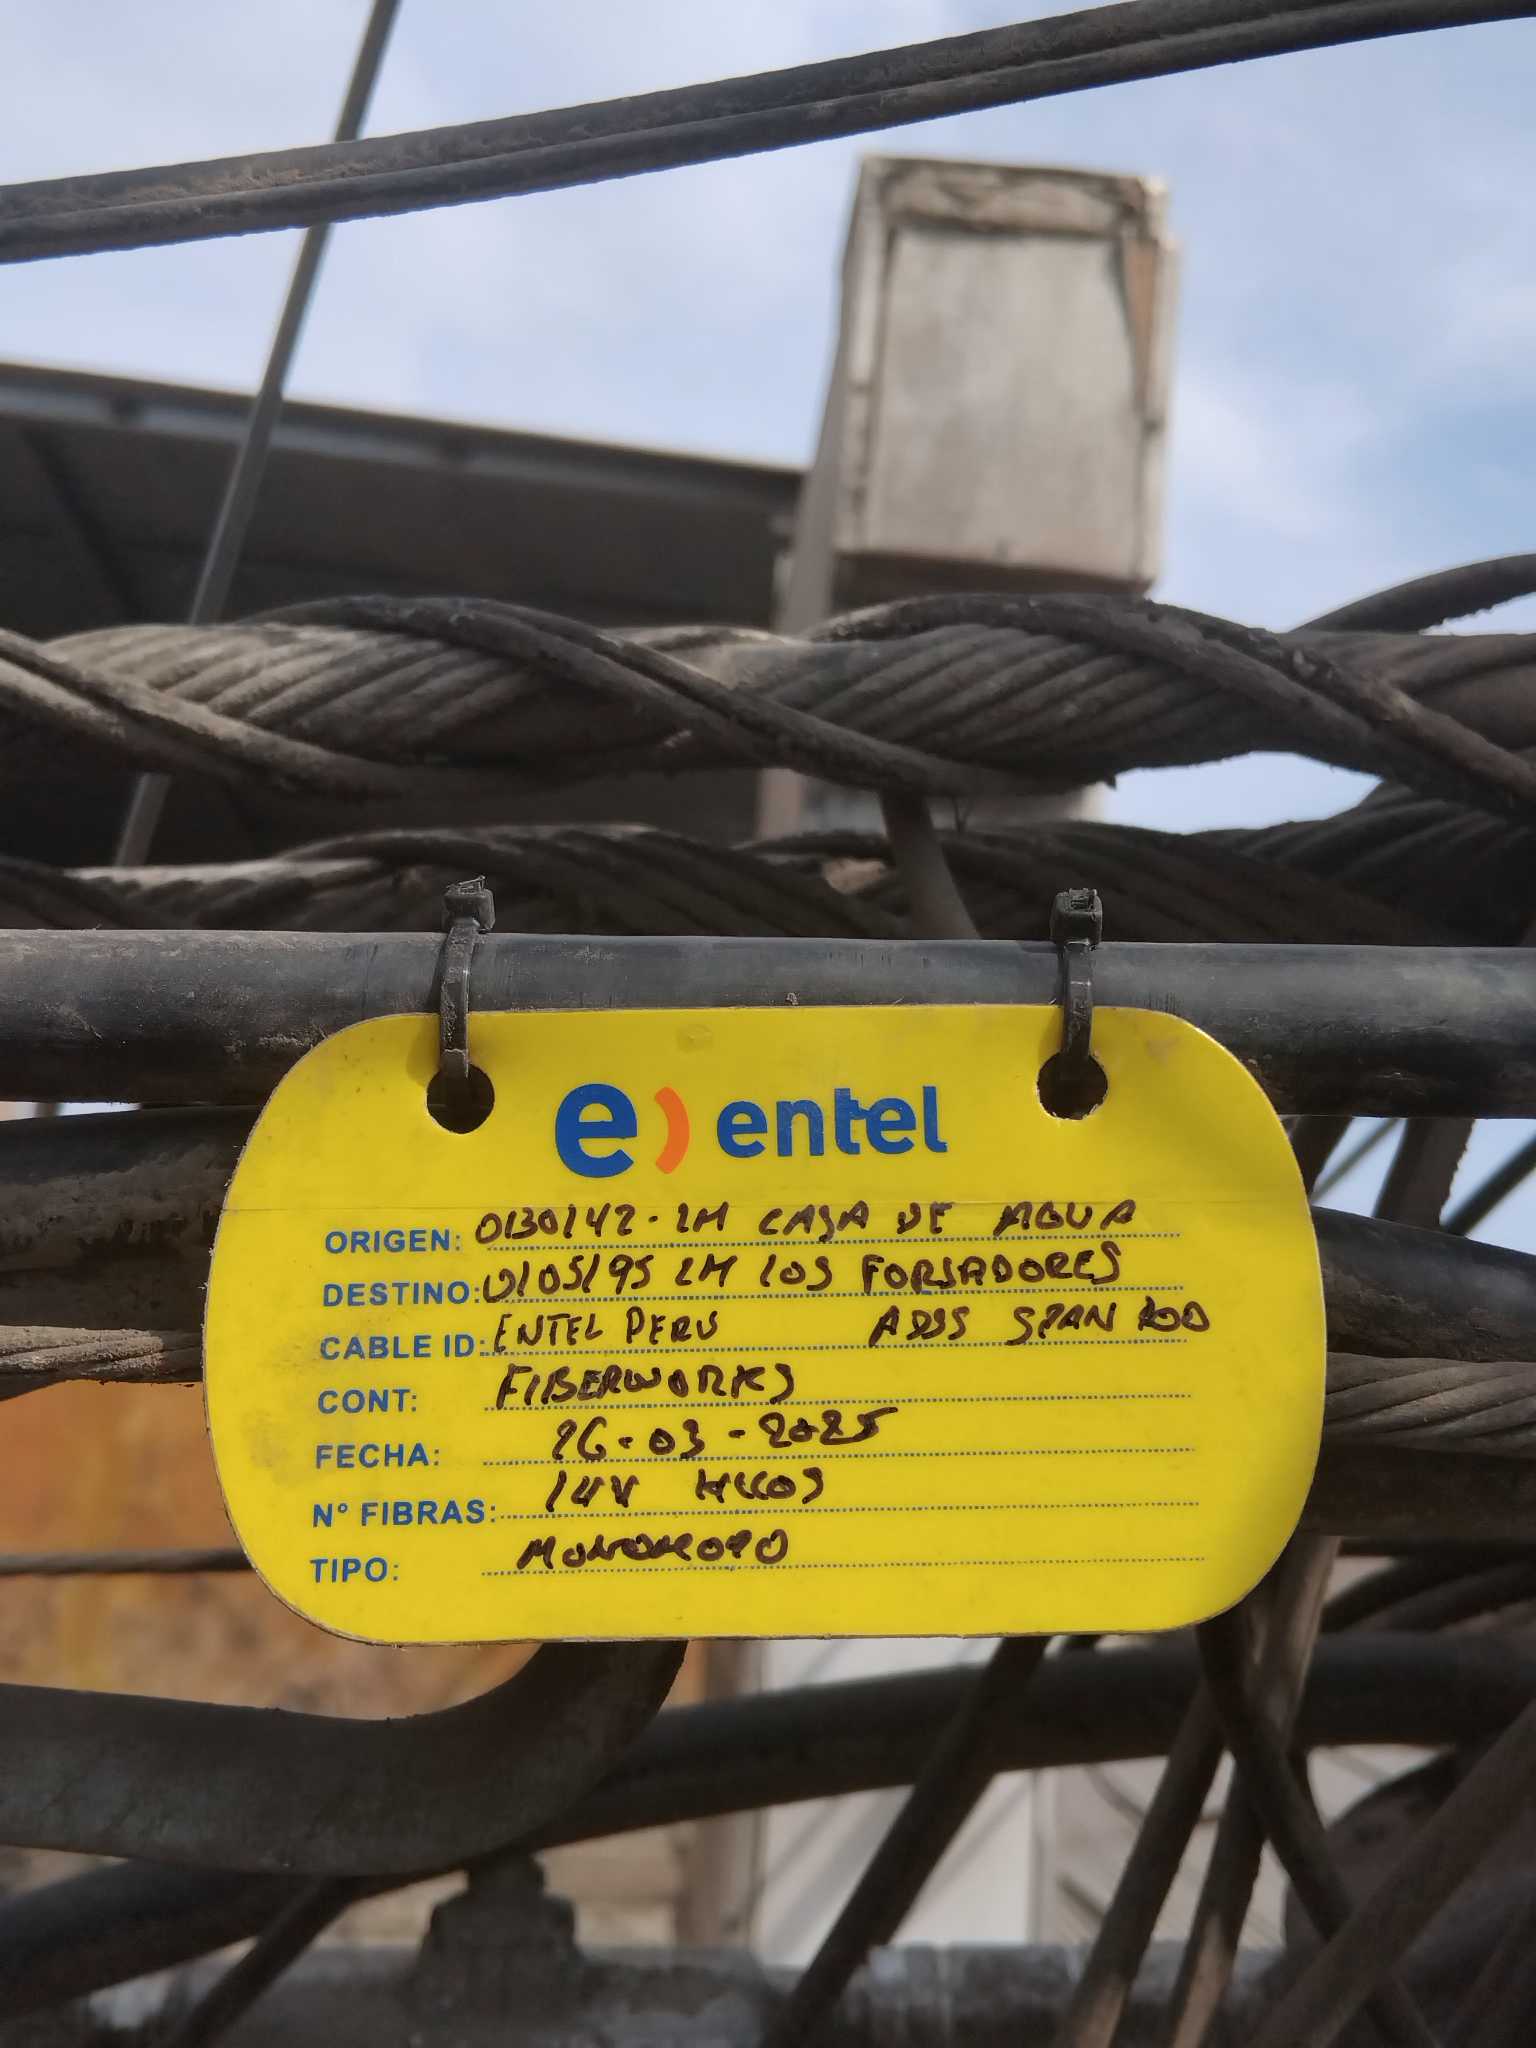 e) entel
ORIGEN: 0130142-LM CASA DE AGUA
DESTINO: 0105195 LM LOS FORSADORES
CABLE ID: ENTEL PERU ADSS SPAN 200
CONT: FIBERWORKS
FECHA: 26-03-2025
N° FIBRAS: 144 HILOS
TIPO: MONOMODO